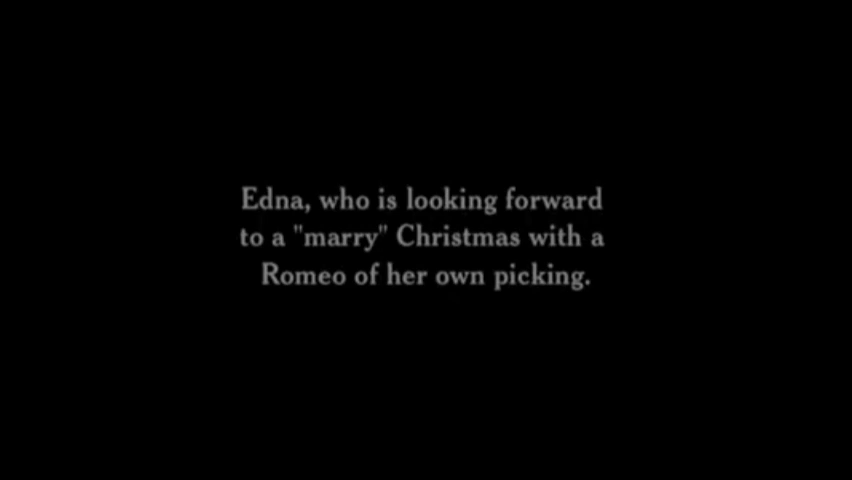 Edna, who is looking forward
to a "marry" Christmas with a
Romeo of her own picking.